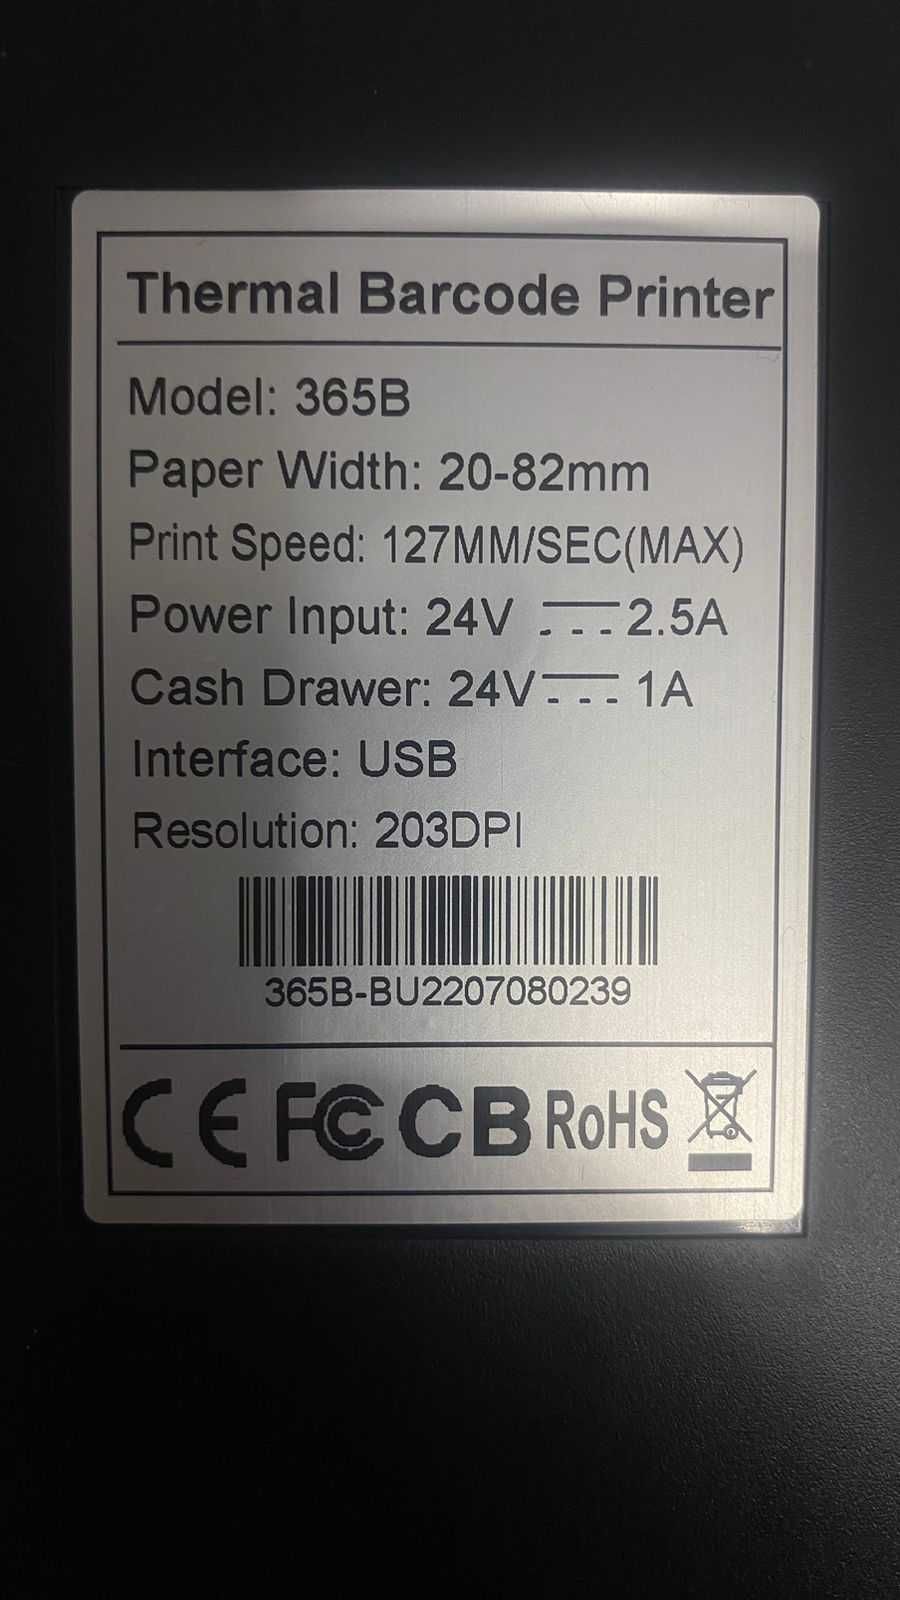 Thermal Barcode Printer
Model: 365B
Paper Width: 20-82mm
Print Speed: 127MM/SEC(MAX)
Power Input: 24V ⎓ 2.5A
Cash Drawer: 24V ⎓ 1A
Interface: USB
Resolution: 203DPI
365B-BU2207080239
CE FC CB RoHS